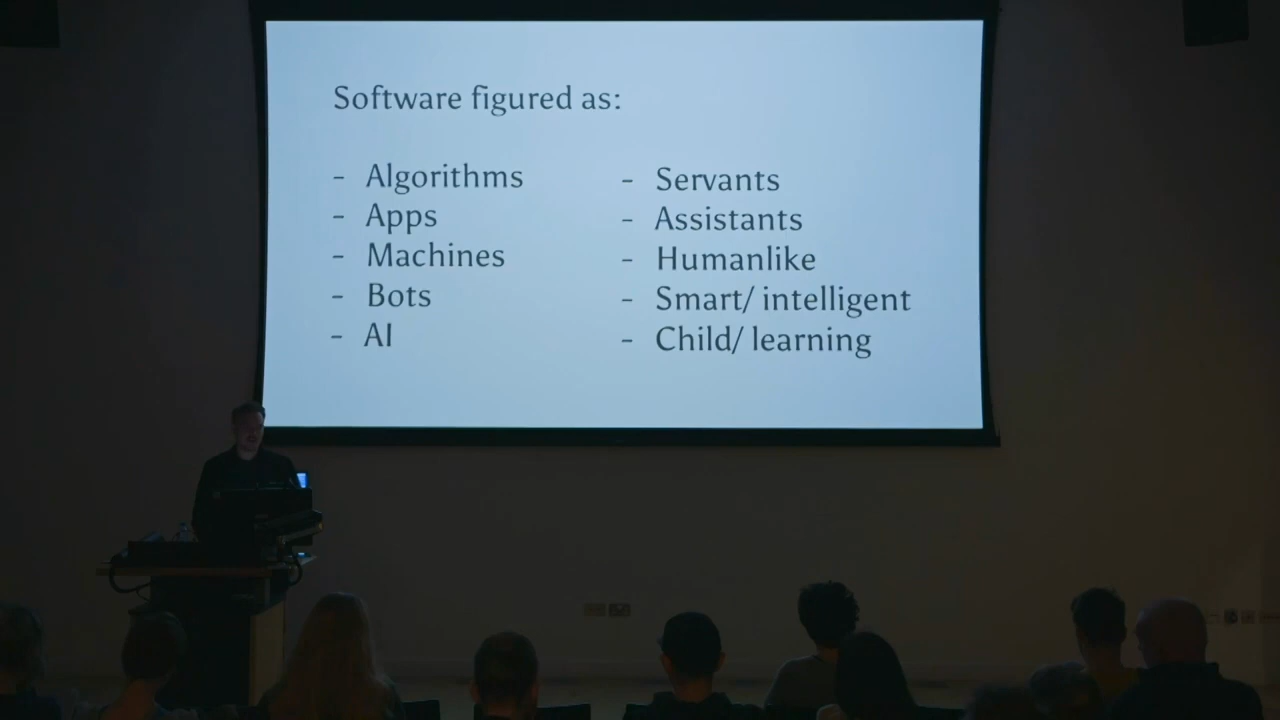 Software figured as:
- Algorithms
- Apps
- Machines
- Bots
- AI
- Servants
- Assistants
- Humanlike
- Smart/ intelligent
- Child/ learning